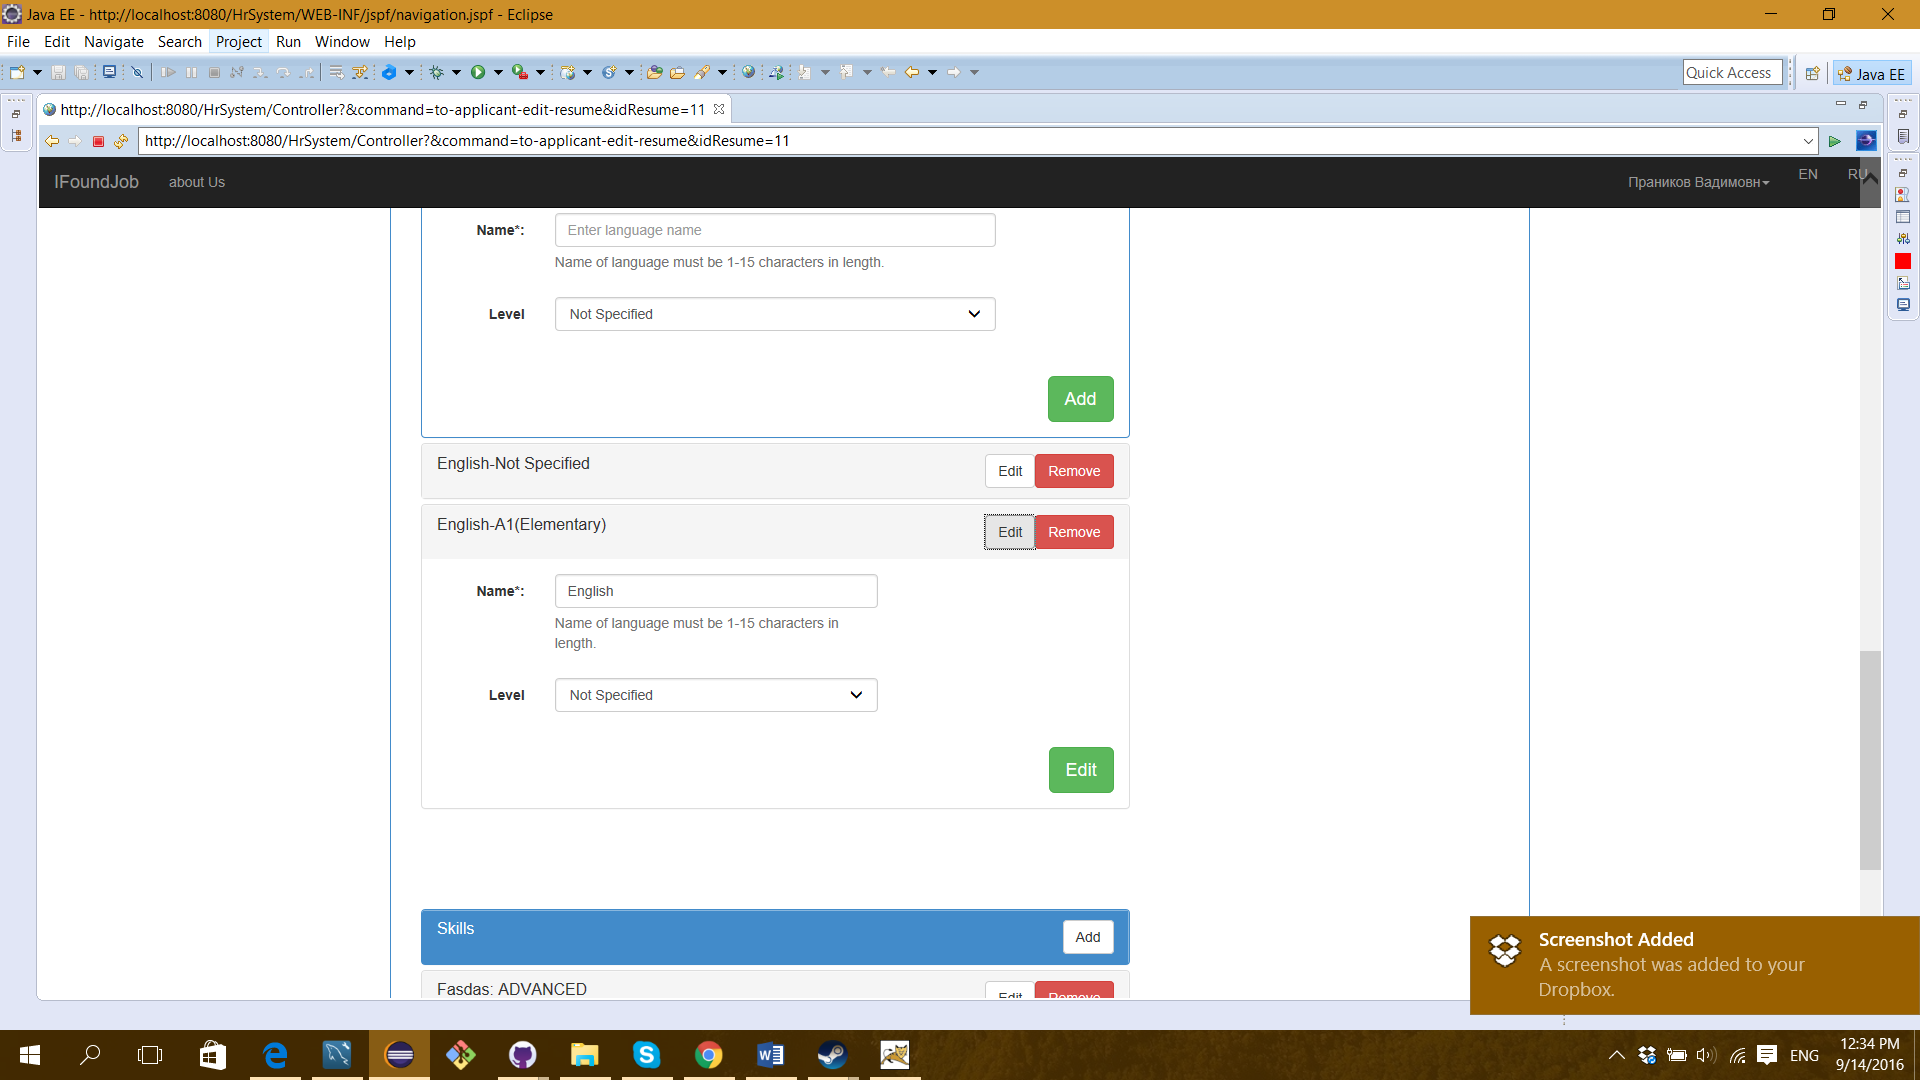 Java EE - http://localhost:8080/HrSystem/WEB-INF/jspf/navigation.jspf - Eclipse
File Edit Navigate Search Project Run Window Help
Quick Access
Java EE
http://localhost:8080/HrSystem/Controller?&command=to-applicant-edit-resume&idResume=11
http://localhost:8080/HrSystem/Controller?&command=to-applicant-edit-resume&idResume=11
IFoundJob about Us Праников Вадимовн EN RU
Name*: Enter language name
Name of language must be 1-15 characters in length.
Level Not Specified
Add
English-Not Specified Edit Remove
English-A1(Elementary) Edit Remove
Name*: English
Name of language must be 1-15 characters in
length.
Level Not Specified
Edit
Skills Add
Fasdas: ADVANCED Edit Remove
Screenshot Added
A screenshot was added to your
Dropbox.
ENG
12:34 PM
9/14/2016